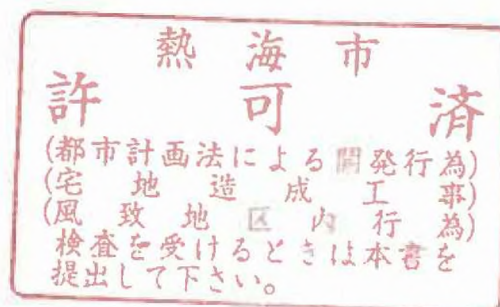 熱海市
許可済
(都市計画法による開発行為)
(宅地造成工事)
(風致地区内行為)
検査を受けるときは本書を
提出して下さい。